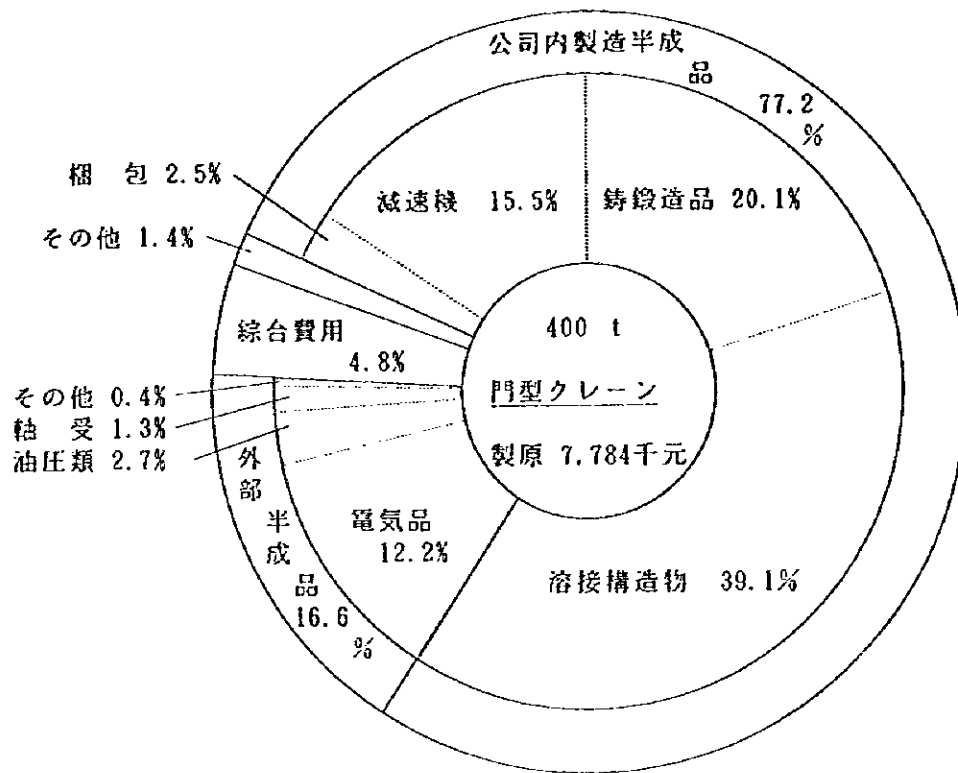 公司内製造半成
品
77.2
%
梱 包 2.5%
減速機 15.5%
鋳鍛造品 20.1%
その他 1.4%
400 t
綜台費用
4.8%
その他 0.4%
門型クレーン
軸 受 1.3%
油圧類 2.7%
製原 7,784千元
外
部
半
成
品
16.6
%
電気品
12.2%
溶接構造物 39.1%